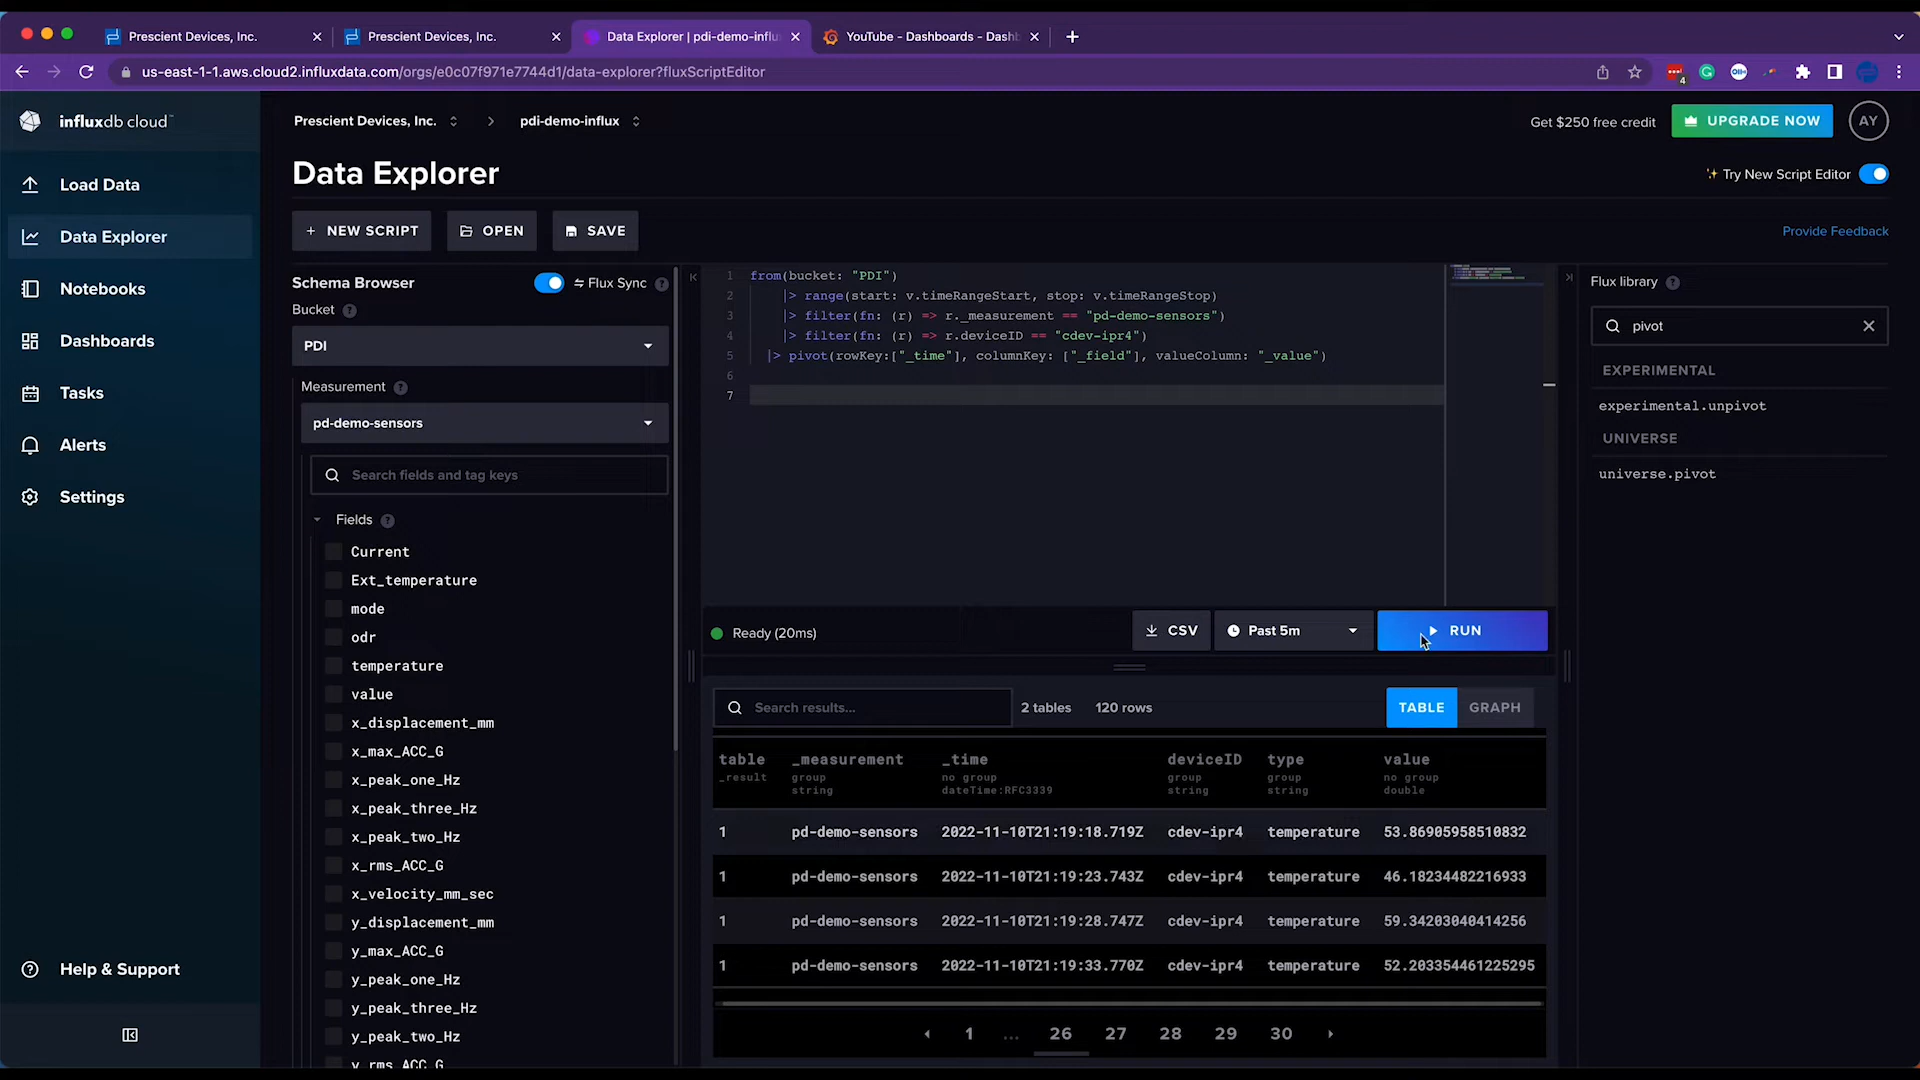 Prescient Devices, Inc.
Prescient Devices, Inc.
Data Explorer | pdi-demo-influ
YouTube - Dashboards - Dashb
us-east-1-1.aws.cloud2.influxdata.com/orgs/e0c07f971e7744d1/data-explorer?fluxScriptEditor
4
influxdb cloud™
Prescient Devices, Inc.
pdi-demo-influx
Get $250 free credit
UPGRADE NOW
AY
Load Data
Data Explorer
Notebooks
Dashboards
Tasks
Alerts
Settings
Help & Support
Data Explorer
Try New Script Editor
+ NEW SCRIPT
OPEN
SAVE
Provide Feedback
Schema Browser
Flux Sync
Bucket
PDI
Measurement
pd-demo-sensors
Search fields and tag keys
Fields
Current
Ext_temperature
mode
odr
temperature
value
x_displacement_mm
x_max_ACC_G
x_peak_one_Hz
x_peak_three_Hz
x_peak_two_Hz
x_rms_ACC_G
x_velocity_mm_sec
y_displacement_mm
y_max_ACC_G
y_peak_one_Hz
y_peak_three_Hz
y_peak_two_Hz
y_rms_ACC_G
1 from(bucket: "PDI")
2 |> range(start: v.timeRangeStart, stop: v.timeRangeStop)
3 |> filter(fn: (r) => r._measurement == "pd-demo-sensors")
4 |> filter(fn: (r) => r.deviceID == "cdev-ipr4")
5 |> pivot(rowKey:["_time"], columnKey: ["_field"], valueColumn: "_value")
6
7
Flux library
pivot
EXPERIMENTAL
experimental.unpivot
UNIVERSE
universe.pivot
Ready (20ms)
CSV
Past 5m
RUN
Search results...
2 tables
120 rows
TABLE
GRAPH
table _measurement _time deviceID type value
_result group no group group group no group
string dateTime:RFC3339 string string double
1 pd-demo-sensors 2022-11-10T21:19:18.719Z cdev-ipr4 temperature 53.86905958510832
1 pd-demo-sensors 2022-11-10T21:19:23.743Z cdev-ipr4 temperature 46.18234482216933
1 pd-demo-sensors 2022-11-10T21:19:28.747Z cdev-ipr4 temperature 59.34203040414256
1 pd-demo-sensors 2022-11-10T21:19:33.770Z cdev-ipr4 temperature 52.203354461225295
1 ... 26 27 28 29 30